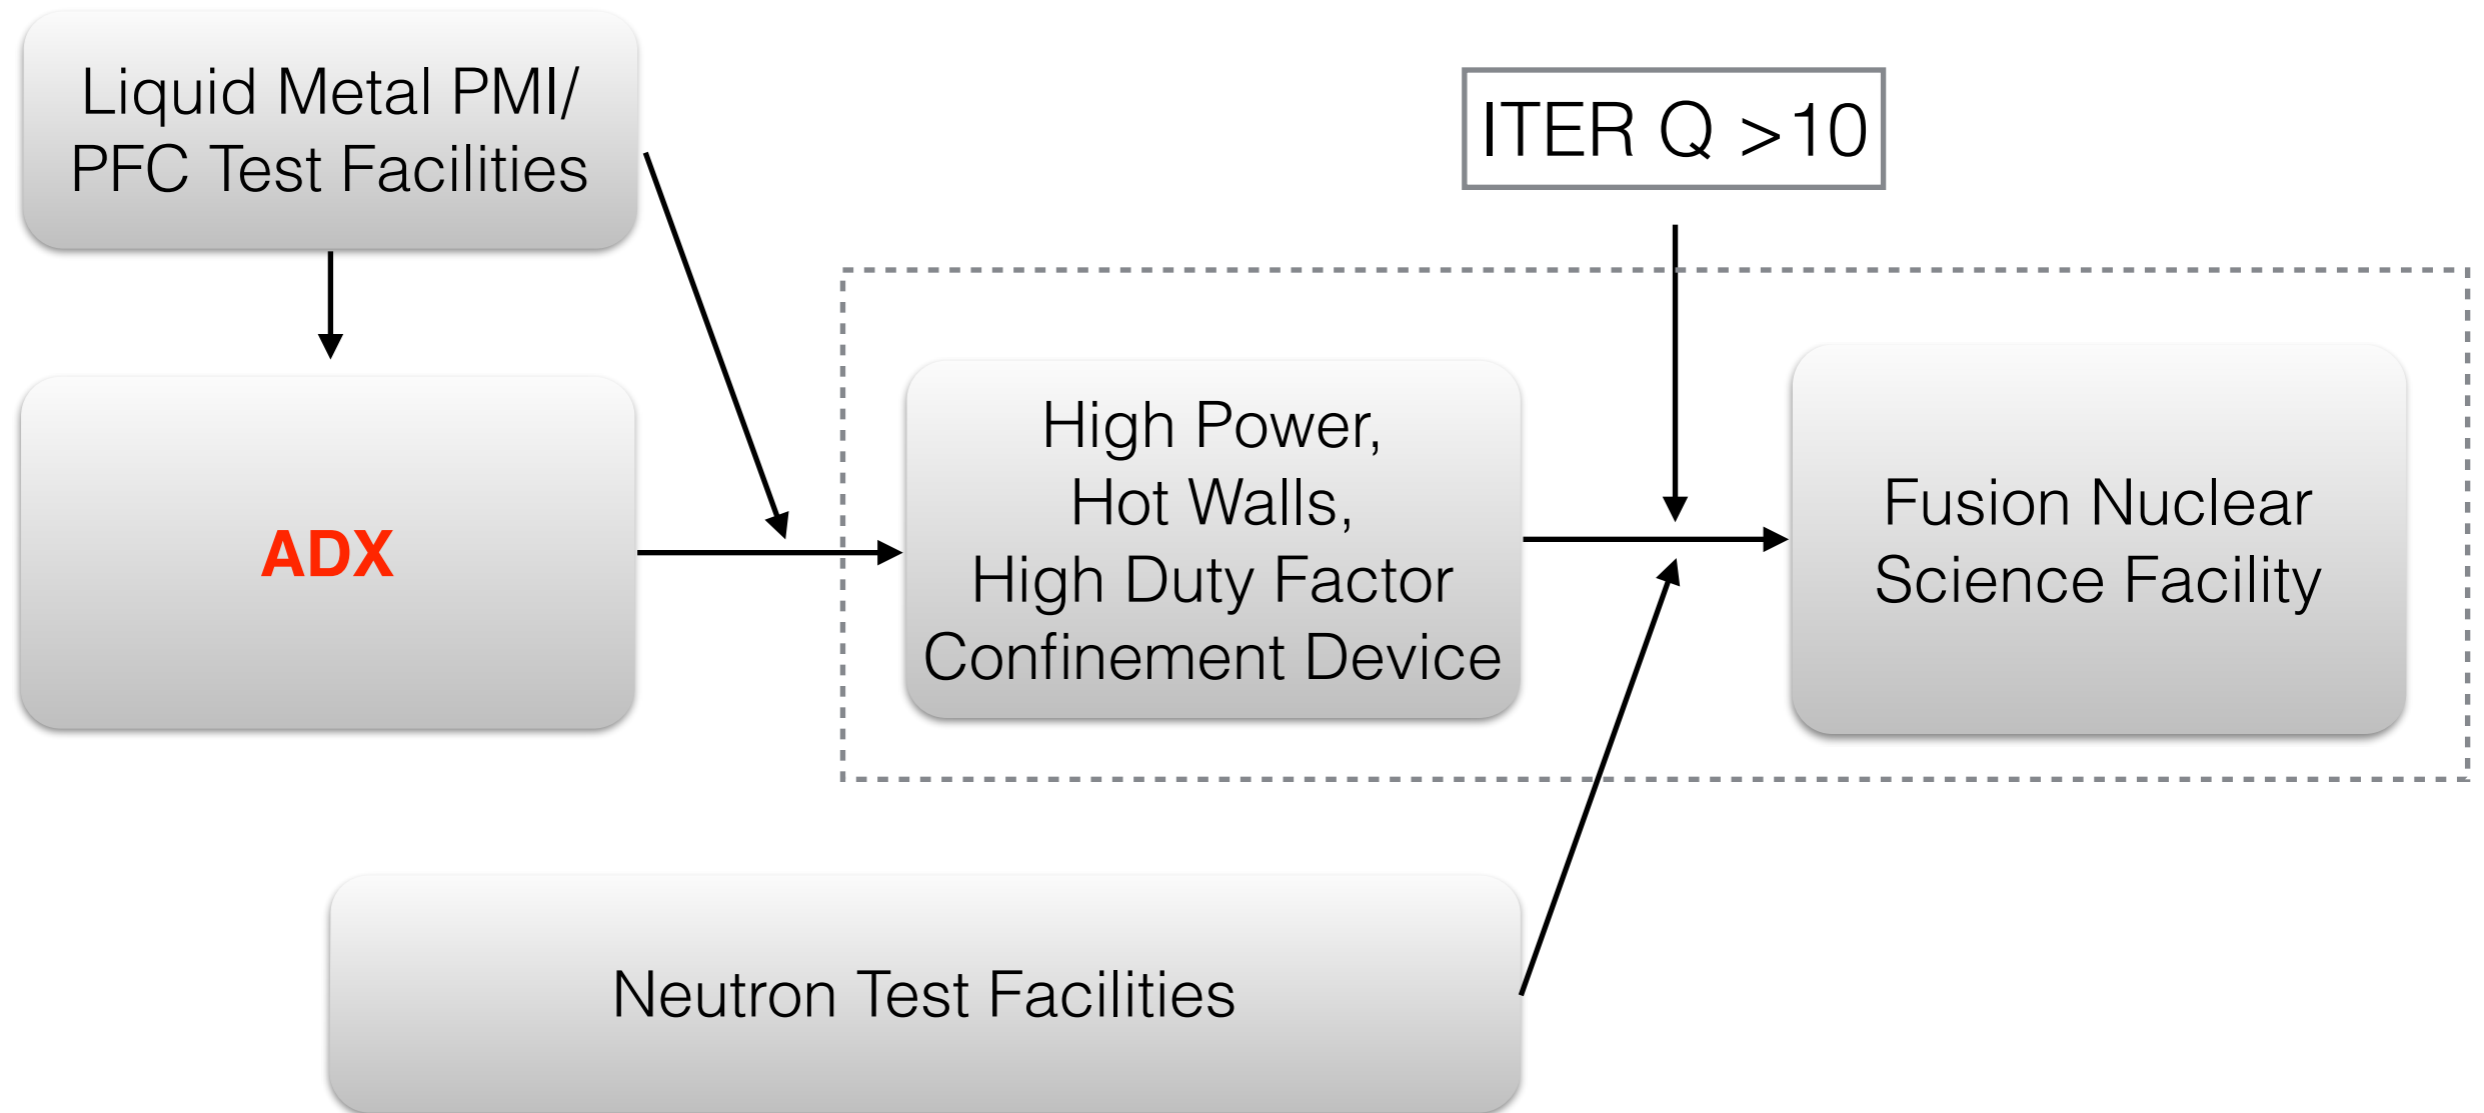 Liquid Metal PMI/
PFC Test Facilities
ITER Q >10
ADX
High Power,
Hot Walls,
High Duty Factor
Confinement Device
Fusion Nuclear
Science Facility
Neutron Test Facilities